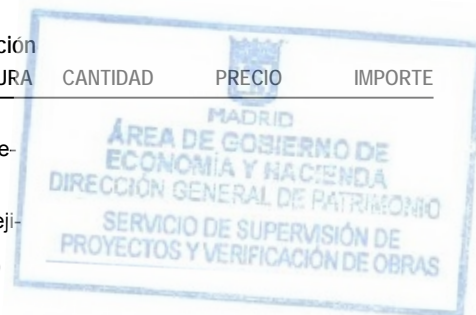 ción
URA CANTIDAD PRECIO IMPORTE
MADRID
ÁREA DE GOBIERNO DE
e-
ECONOMÍA Y HACIENDA
DIRECCIÓN GENERAL DE PATRIMONIO
eji-
SERVICIO DE SUPERVISIÓN DE
PROYECTOS Y VERIFICACIÓN DE OBRAS